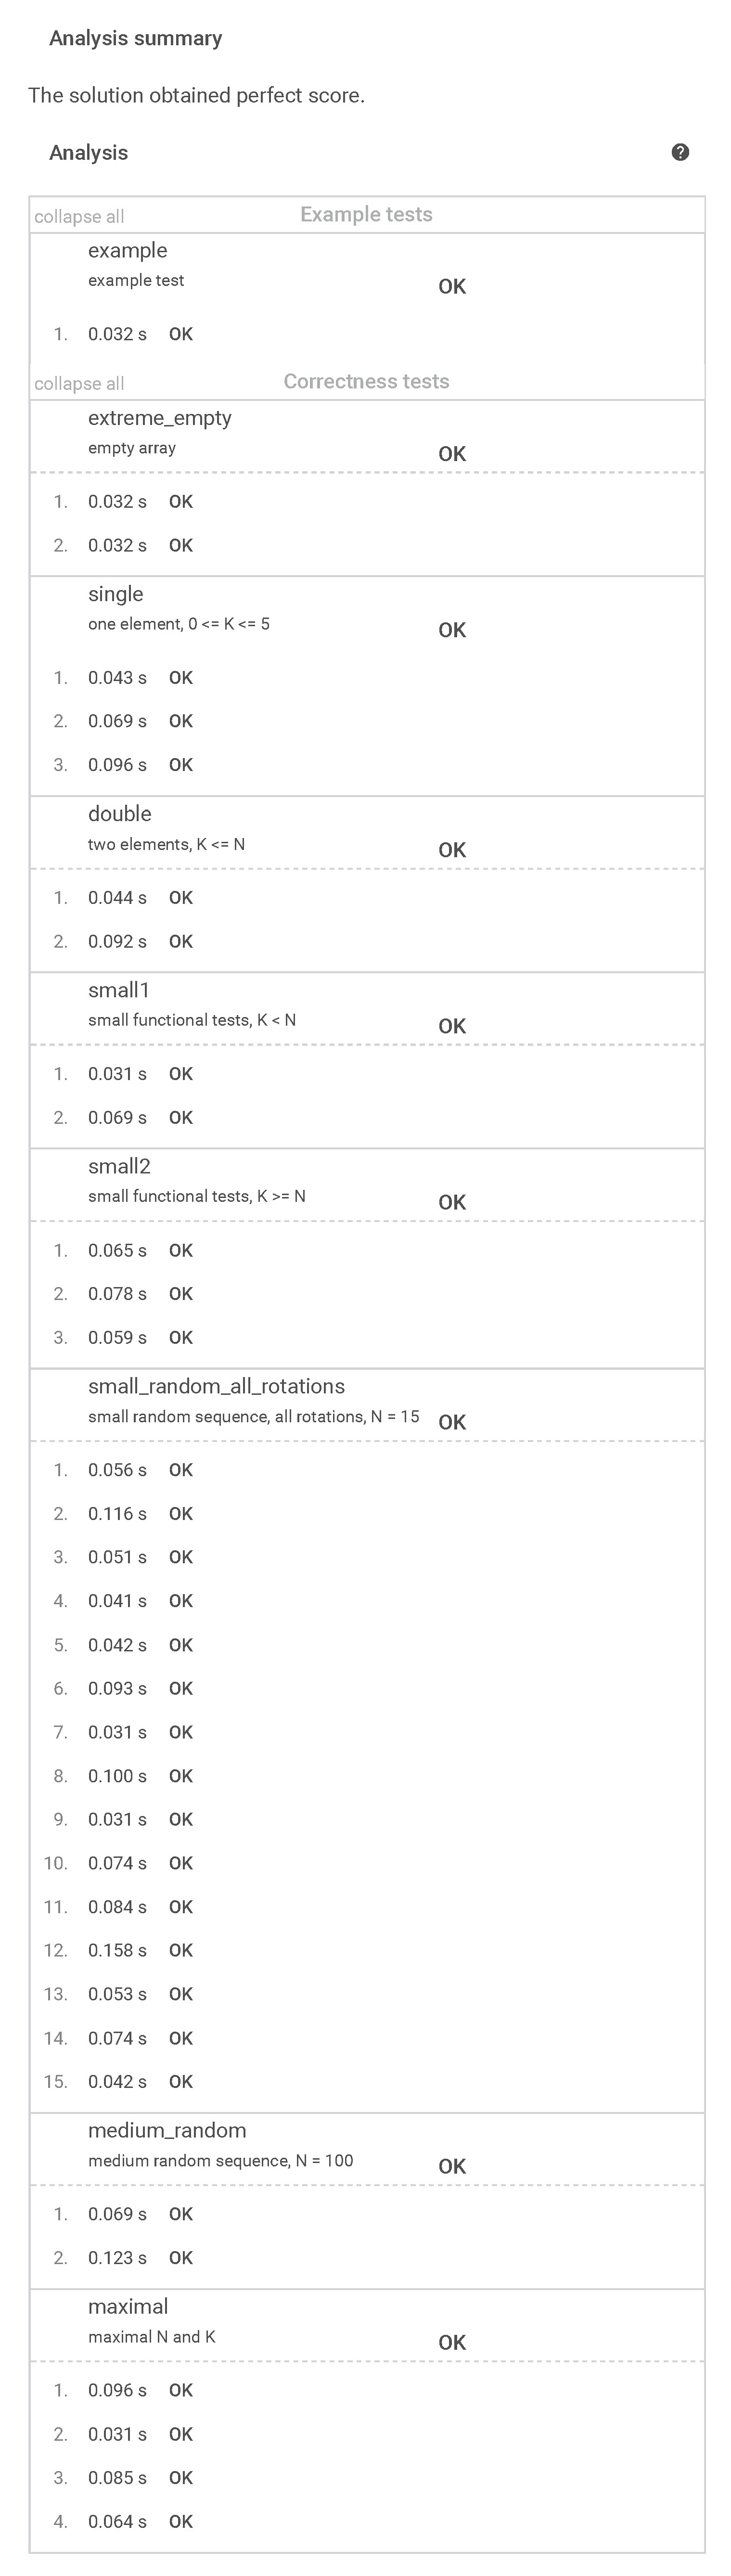 Analysis summary
The solution obtained perfect score.
Analysis
collapse all Example tests
example
example test OK
1. 0.032 s OK
collapse all Correctness tests
extreme_empty
empty array OK
1. 0.032 s OK
2. 0.032 s OK
single
one element, 0 <= K <= 5 OK
1. 0.043 s OK
2. 0.069 s OK
3. 0.096 s OK
double
two elements, K <= N OK
1. 0.044 s OK
2. 0.092 s OK
small1
small functional tests, K < N OK
1. 0.031 s OK
2. 0.069 s OK
small2
small functional tests, K >= N OK
1. 0.065 s OK
2. 0.078 s OK
3. 0.059 s OK
small_random_all_rotations
small random sequence, all rotations, N = 15 OK
1. 0.056 s OK
2. 0.116 s OK
3. 0.051 s OK
4. 0.041 s OK
5. 0.042 s OK
6. 0.093 s OK
7. 0.031 s OK
8. 0.100 s OK
9. 0.031 s OK
10. 0.074 s OK
11. 0.084 s OK
12. 0.158 s OK
13. 0.053 s OK
14. 0.074 s OK
15. 0.042 s OK
medium_random
medium random sequence, N = 100 OK
1. 0.069 s OK
2. 0.123 s OK
maximal
maximal N and K OK
1. 0.096 s OK
2. 0.031 s OK
3. 0.085 s OK
4. 0.064 s OK